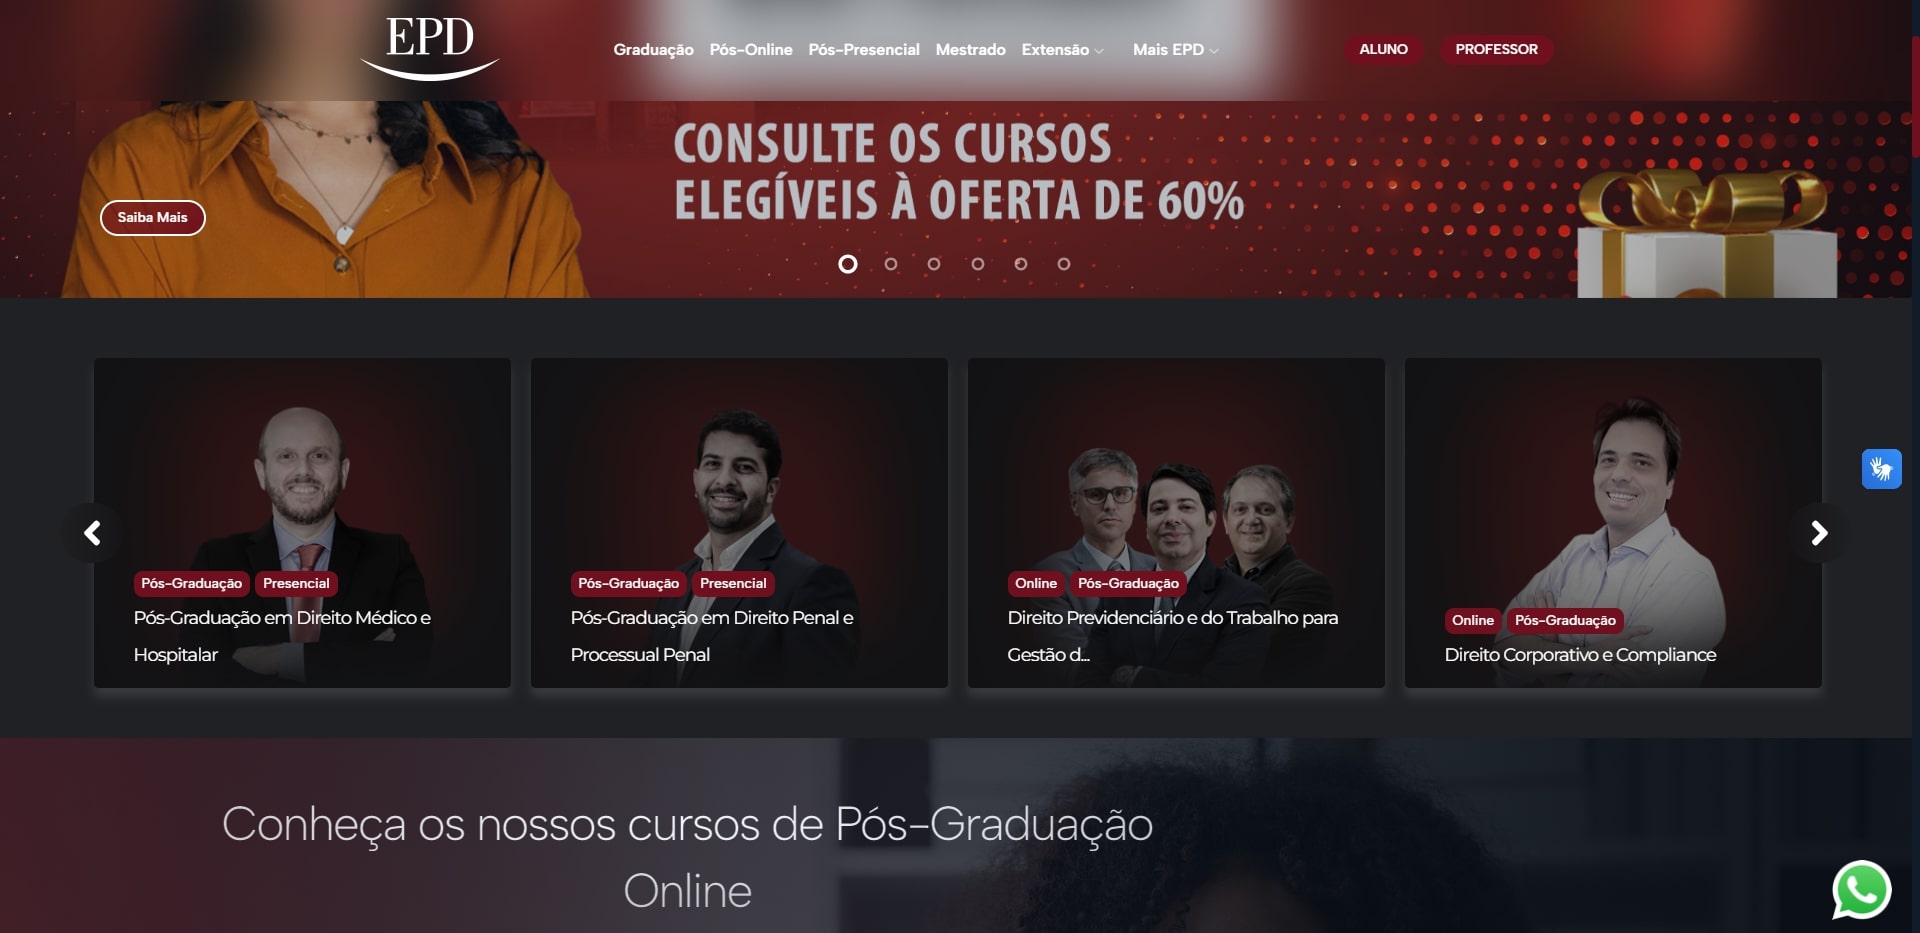 EPD
Graduação Pós-Online Pós-Presencial Mestrado Extensão Mais EPD ALUNO PROFESSOR
CONSULTE OS CURSOS
ELEGÍVEIS À OFERTA DE 60%
Saiba Mais
Pós-Graduação Presencial
Pós-Graduação em Direito Médico e
Hospitalar
Pós-Graduação Presencial
Pós-Graduação em Direito Penal e
Processual Penal
Online Pós-Graduação
Direito Previdenciário e do Trabalho para
Gestão d...
Online Pós-Graduação
Direito Corporativo e Compliance
Conheça os nossos cursos de Pós-Graduação
Online